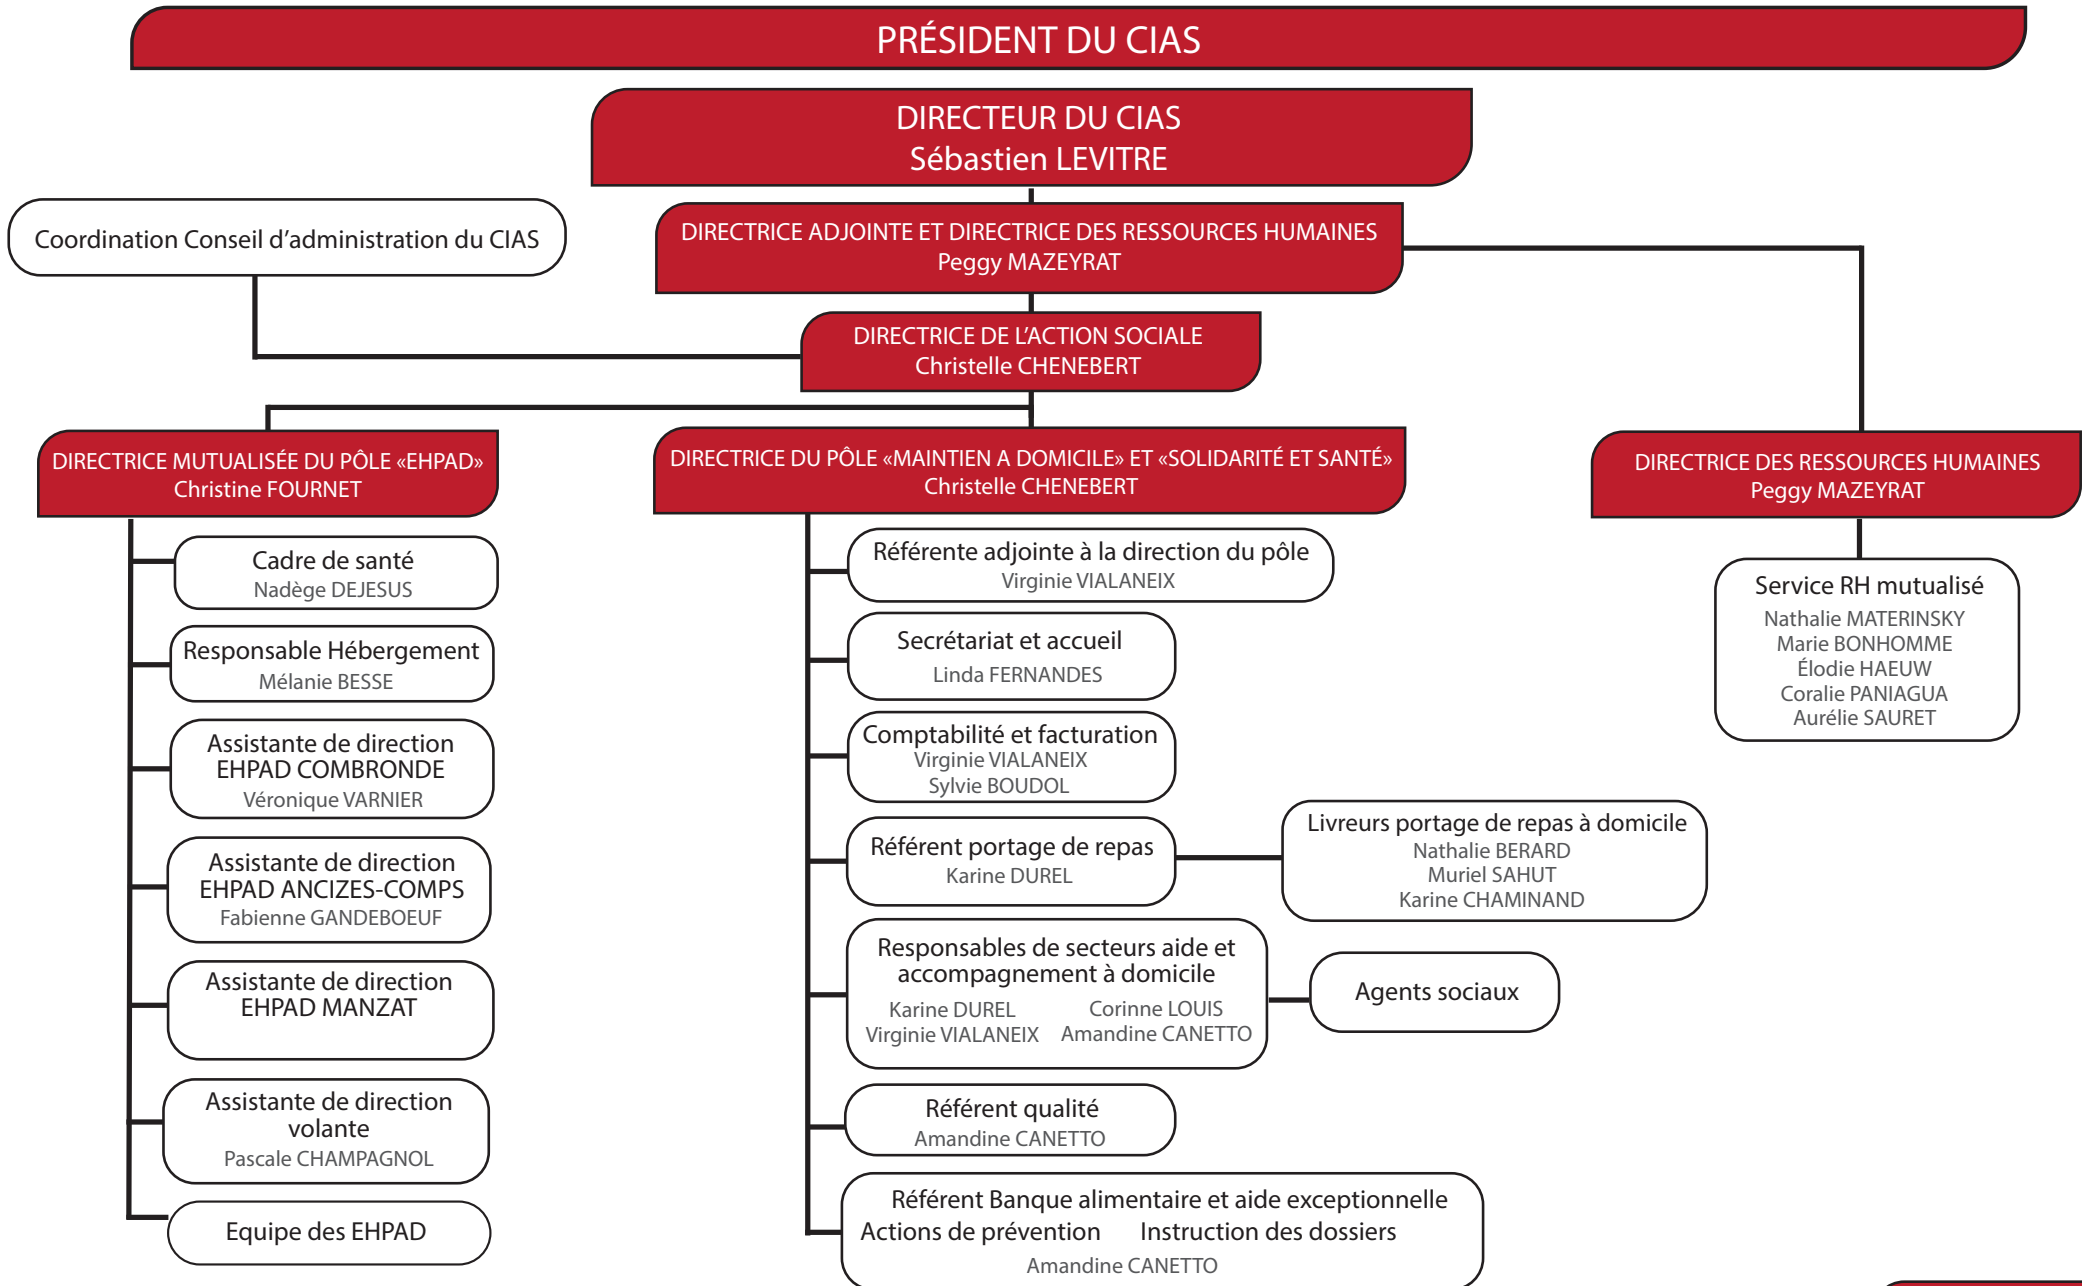 PRÉSIDENT DU CIAS
DIRECTEUR DU CIAS
Sébastien LEVITRE
Coordination Conseil d'administration du CIAS
DIRECTRICE ADJOINTE ET DIRECTRICE DES RESSOURCES HUMAINES
Peggy MAZEYRAT
DIRECTRICE DE L'ACTION SOCIALE
Christelle CHENEBERT
DIRECTRICE MUTUALISÉE DU PÔLE «EHPAD»
Christine FOURNET
Cadre de santé
Nadège DEJESUS
Responsable Hébergement
Mélanie BESSE
Assistante de direction
EHPAD COMBRONDE
Véronique VARNIER
Assistante de direction
EHPAD ANCIZES-COMPS
Fabienne GANDEBOEUF
Assistante de direction
EHPAD MANZAT
Assistante de direction
volante
Pascale CHAMPAGNOL
Equipe des EHPAD
DIRECTRICE DU PÔLE «MAINTIEN A DOMICILE» ET «SOLIDARITÉ ET SANTÉ»
Christelle CHENEBERT
Référente adjointe à la direction du pôle
Virginie VIALANEIX
Secrétariat et accueil
Linda FERNANDES
Comptabilité et facturation
Virginie VIALANEIX
Sylvie BOUDOL
Référent portage de repas
Karine DUREL
Livreurs portage de repas à domicile
Nathalie BERARD
Muriel SAHUT
Karine CHAMINAND
Responsables de secteurs aide et
accompagnement à domicile
Karine DUREL Corinne LOUIS
Virginie VIALANEIX Amandine CANETTO
Agents sociaux
Référent qualité
Amandine CANETTO
Référent Banque alimentaire et aide exceptionnelle
Actions de prévention Instruction des dossiers
Amandine CANETTO
DIRECTRICE DES RESSOURCES HUMAINES
Peggy MAZEYRAT
Service RH mutualisé
Nathalie MATERINSKY
Marie BONHOMME
Élodie HAEUW
Coralie PANIAGUA
Aurélie SAURET